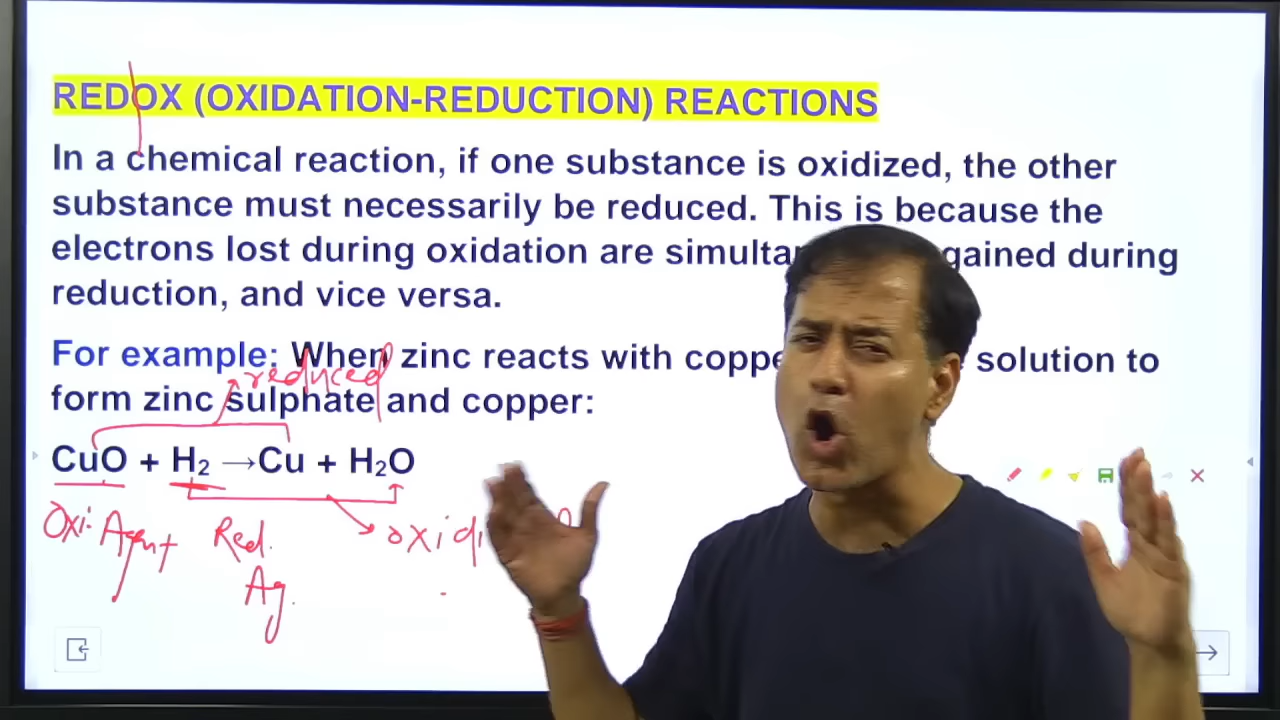 REDOX (OXIDATION-REDUCTION) REACTIONS
In a chemical reaction, if one substance is oxidized, the other
substance must necessarily be reduced. This is because the
electrons lost during oxidation are gained during
reduction, and vice versa.
For example: When zinc reacts with solution to
reduced
form zinc sulphate and copper:
CuO + H₂ →Cu + H₂O
Oxi. Agent Red. Ag.